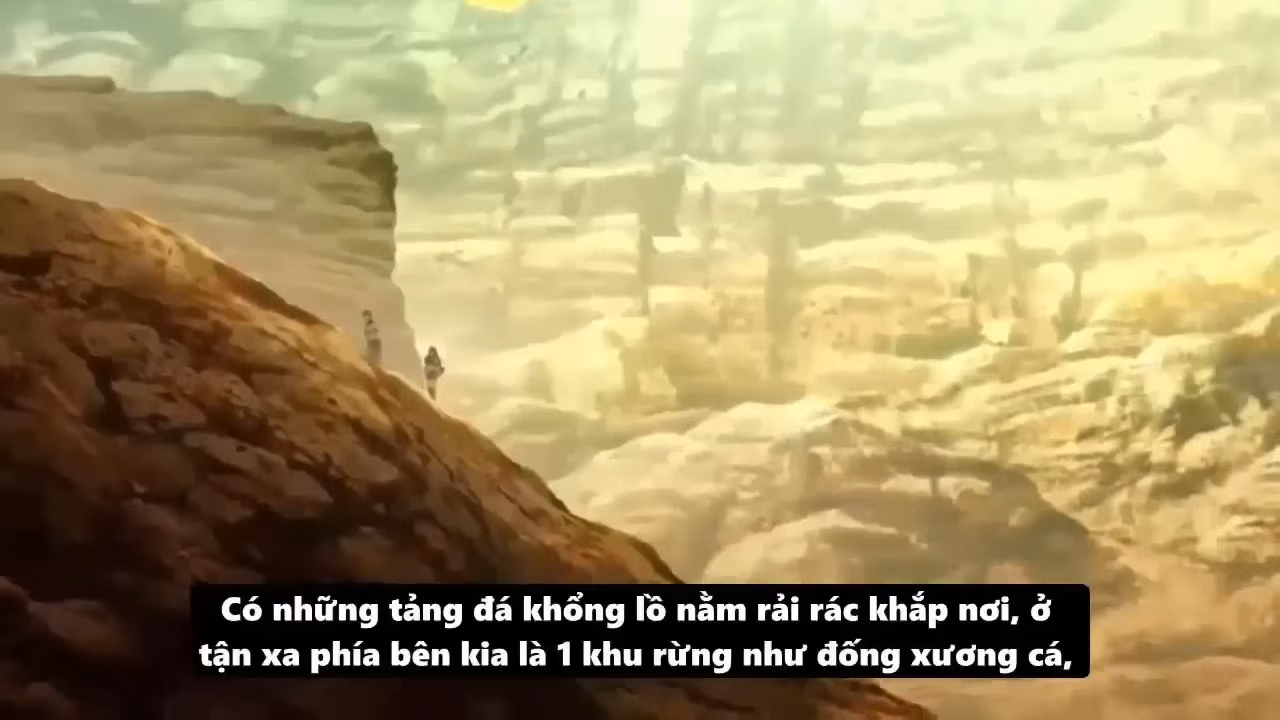 Có những tảng đá khổng lồ nằm rải rác khắp nơi, ở
tận xa phía bên kia là 1 khu rừng như đống xương cá,